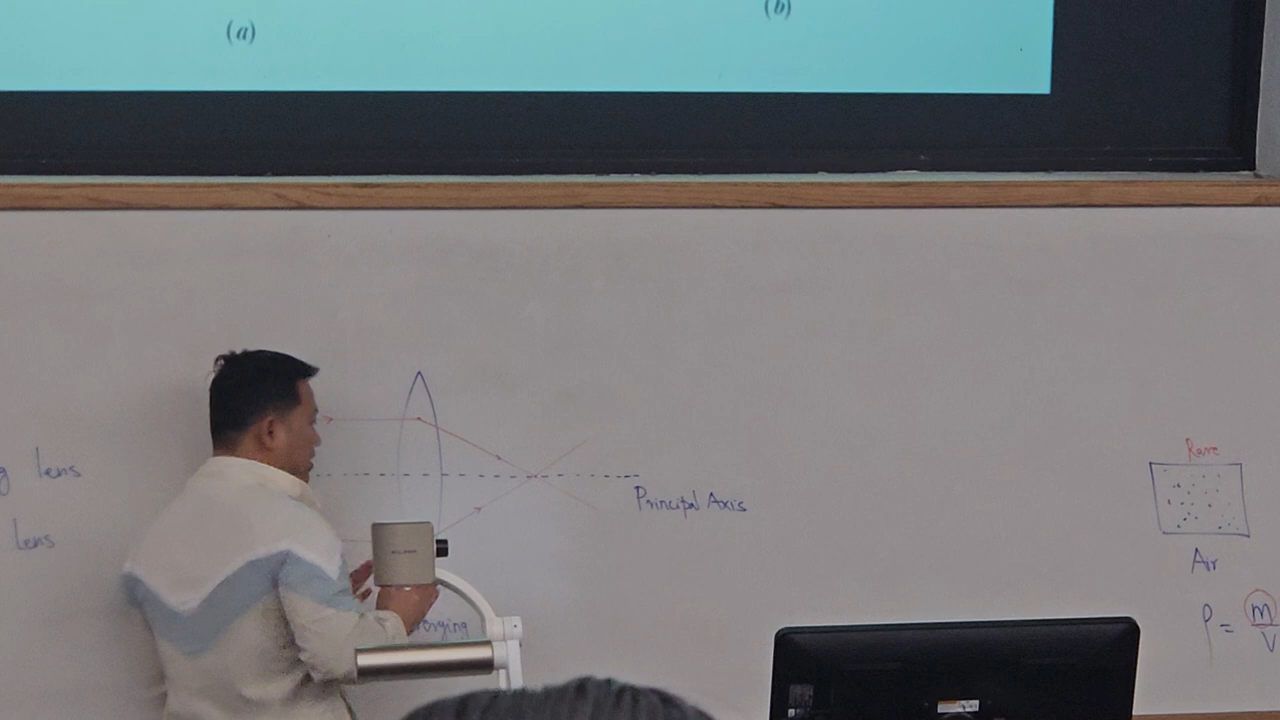 (a)
(b)
lens
lens
Principal Axis
Rare
Air
ρ = m
V